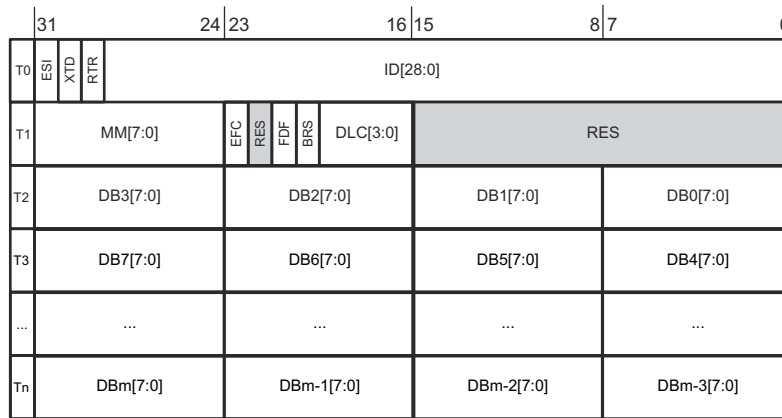 31 24 23 16 15 8 7
T0 ESI XTD RTR ID[28:0]
T1 MM[7:0] EFC RES FDF BRS DLC[3:0] RES
T2 DB3[7:0] DB2[7:0] DB1[7:0] DB0[7:0]
T3 DB7[7:0] DB6[7:0] DB5[7:0] DB4[7:0]
... ... ... ... ...
Tn DBm[7:0] DBm-1[7:0] DBm-2[7:0] DBm-3[7:0]